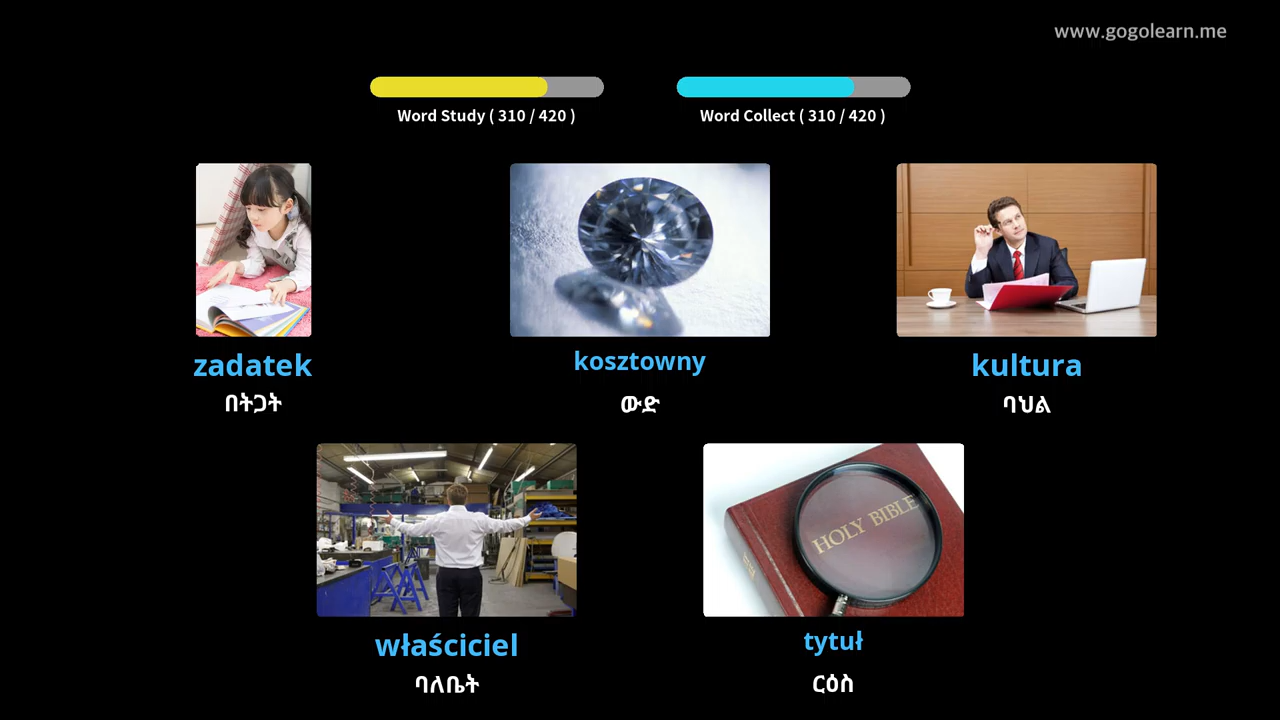 www.gogolearn.me
Word Study ( 310 / 420 )
Word Collect ( 310 / 420 )
zadatek
kosztowny
kultura
በትጋት
ውድ
ባህል
HOLY BIBLE
właściciel
tytuł
ባለቤት
ርዕስ